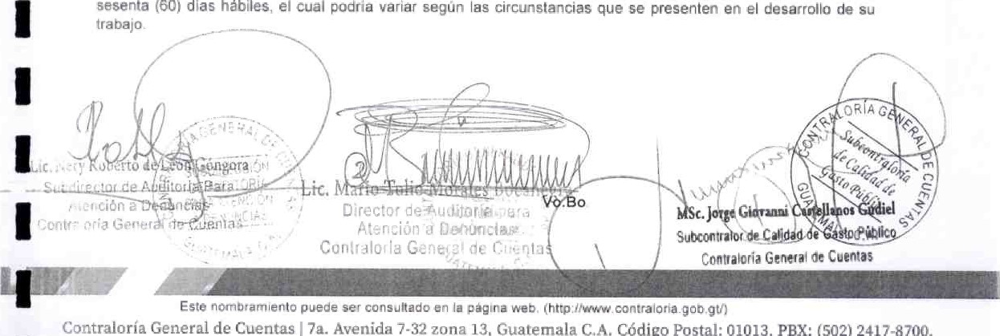 sesenta (60) días hábiles, el cual podría variar según las circunstancias que se presenten en el desarrollo de su
trabajo.
Lic. Nery Roberto de León Góngora
Subdirector de Auditoría Para
Atención a Denuncias
Contraloría General de Cuentas
Lic. Mario Tulio Morales
Director de Auditoría para
Atención a Denuncias
Contraloría General de Cuentas
Vo.Bo
CONTRALORÍA GENERAL DE CUENTAS
Subcontraloría
de Calidad de
Gasto Público
GUATEMALA
MSc. Jorge Giovanni Castellanos Gudiel
Subcontralor de Calidad de Gasto Público
Contraloría General de Cuentas
Este nombramiento puede ser consultado en la página web. (http://www.contraloria.gob.gt/)
Contraloría General de Cuentas | 7a. Avenida 7-32 zona 13, Guatemala C.A. Código Postal: 01013, PBX: (502) 2417-8700.